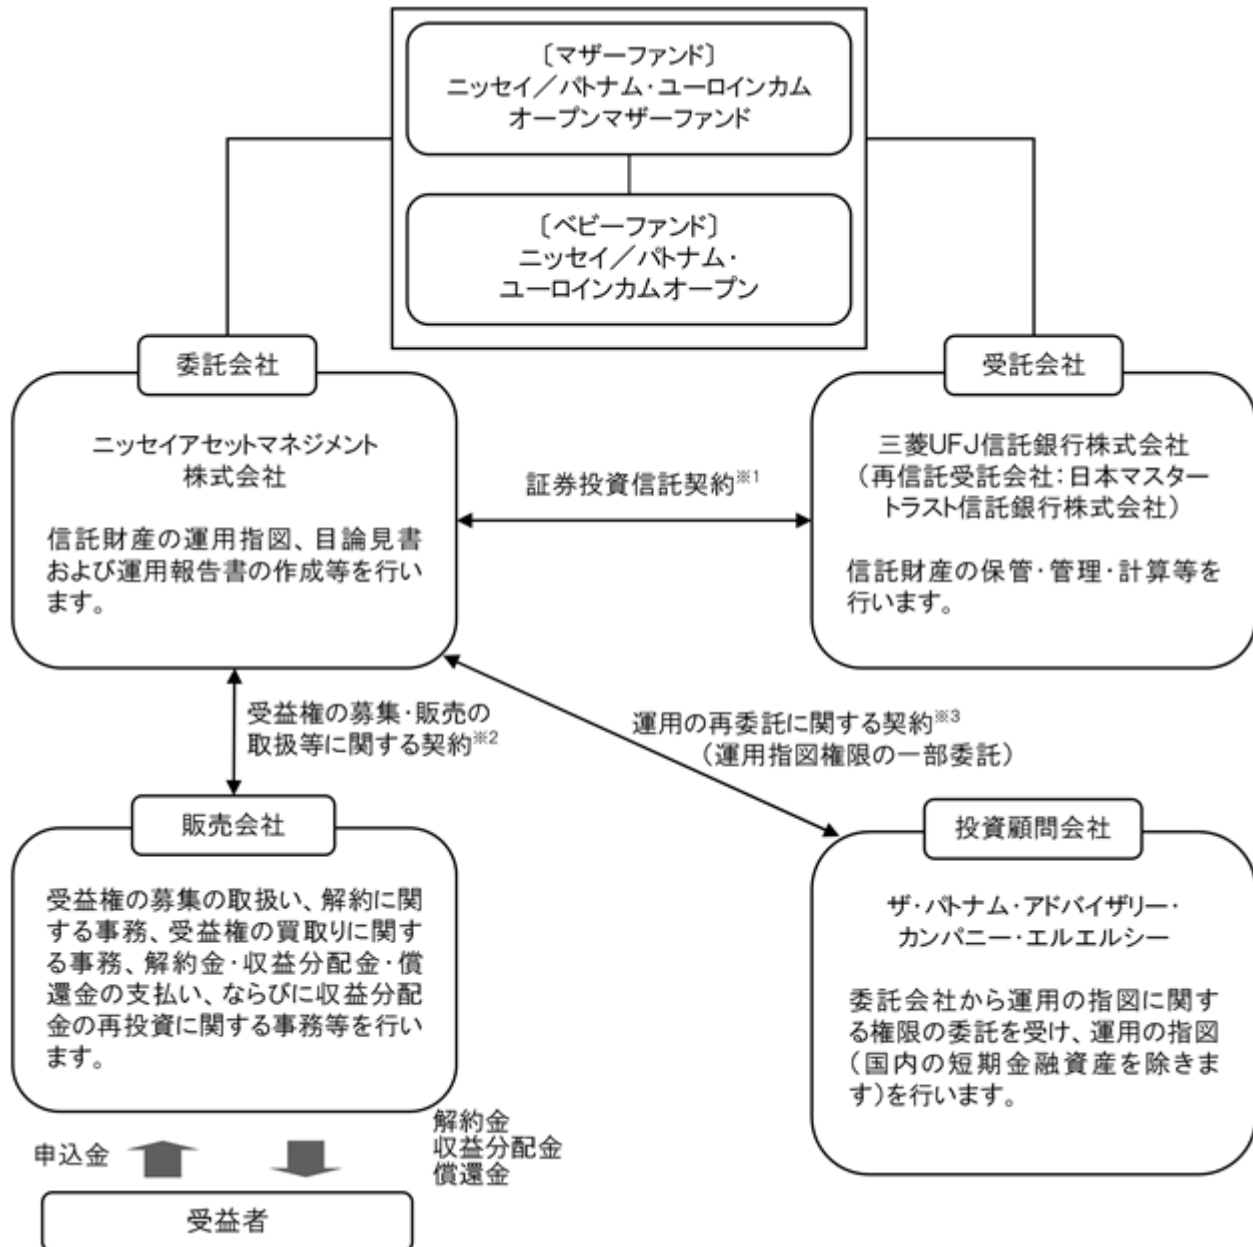 〔マザーファンド〕
ニッセイ／パトナム・ユーロインカム
オープンマザーファンド
〔ベビーファンド〕
ニッセイ／パトナム・
ユーロインカムオープン
委託会社
ニッセイアセットマネジメント
株式会社
信託財産の運用指図、目論見書
および運用報告書の作成等を行い
ます。
証券投資信託契約※1
受託会社
三菱UFJ信託銀行株式会社
（再信託受託会社：日本マスター
トラスト信託銀行株式会社）
信託財産の保管・管理・計算等を
行います。
受益権の募集・販売の
取扱等に関する契約※2
運用の再委託に関する契約※3
（運用指図権限の一部委託）
販売会社
受益権の募集の取扱い、解約に関
する事務、受益権の買取りに関す
る事務、解約金・収益分配金・償
還金の支払い、ならびに収益分配
金の再投資に関する事務等を行い
ます。
投資顧問会社
ザ・パトナム・アドバイザリー・
カンパニー・エルエルシー
委託会社から運用の指図に関す
る権限の委託を受け、運用の指図
（国内の短期金融資産を除きま
す）を行います。
申込金
解約金
収益分配金
償還金
受益者